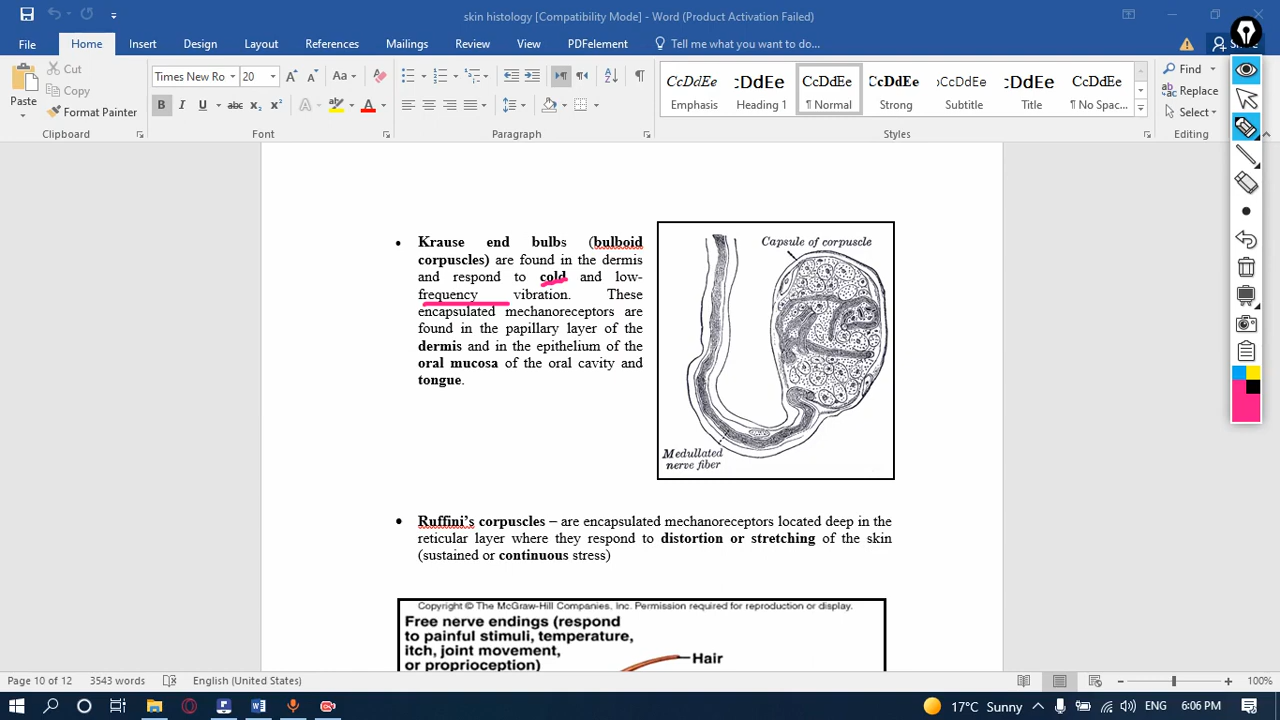 skin histology [Compatibility Mode] - Word (Product Activation Failed)
File Home Insert Design Layout References Mailings Review View PDFelement Tell me what you want to do... Share
Paste Cut Copy Format Painter
Times New Ro 20
AaBbCcDdEe
Emphasis Heading 1 ¶ Normal Strong Subtitle Title ¶ No Spac...
Find Replace Select
Clipboard Font Paragraph Styles Editing
• Krause end bulbs (bulboid
corpuscles) are found in the dermis
and respond to cold and low-
frequency vibration. These
encapsulated mechanoreceptors are
found in the papillary layer of the
dermis and in the epithelium of the
oral mucosa of the oral cavity and
tongue.
Capsule of corpuscle
Medullated
nerve fiber
• Ruffini's corpuscles – are encapsulated mechanoreceptors located deep in the
reticular layer where they respond to distortion or stretching of the skin
(sustained or continuous stress)
Copyright © The McGraw-Hill Companies, Inc. Permission required for reproduction or display.
Free nerve endings (respond
to painful stimuli, temperature,
itch, joint movement,
or proprioception)
Hair
Page 10 of 12 3543 words English (United States) 100%
17°C Sunny ENG 6:06 PM